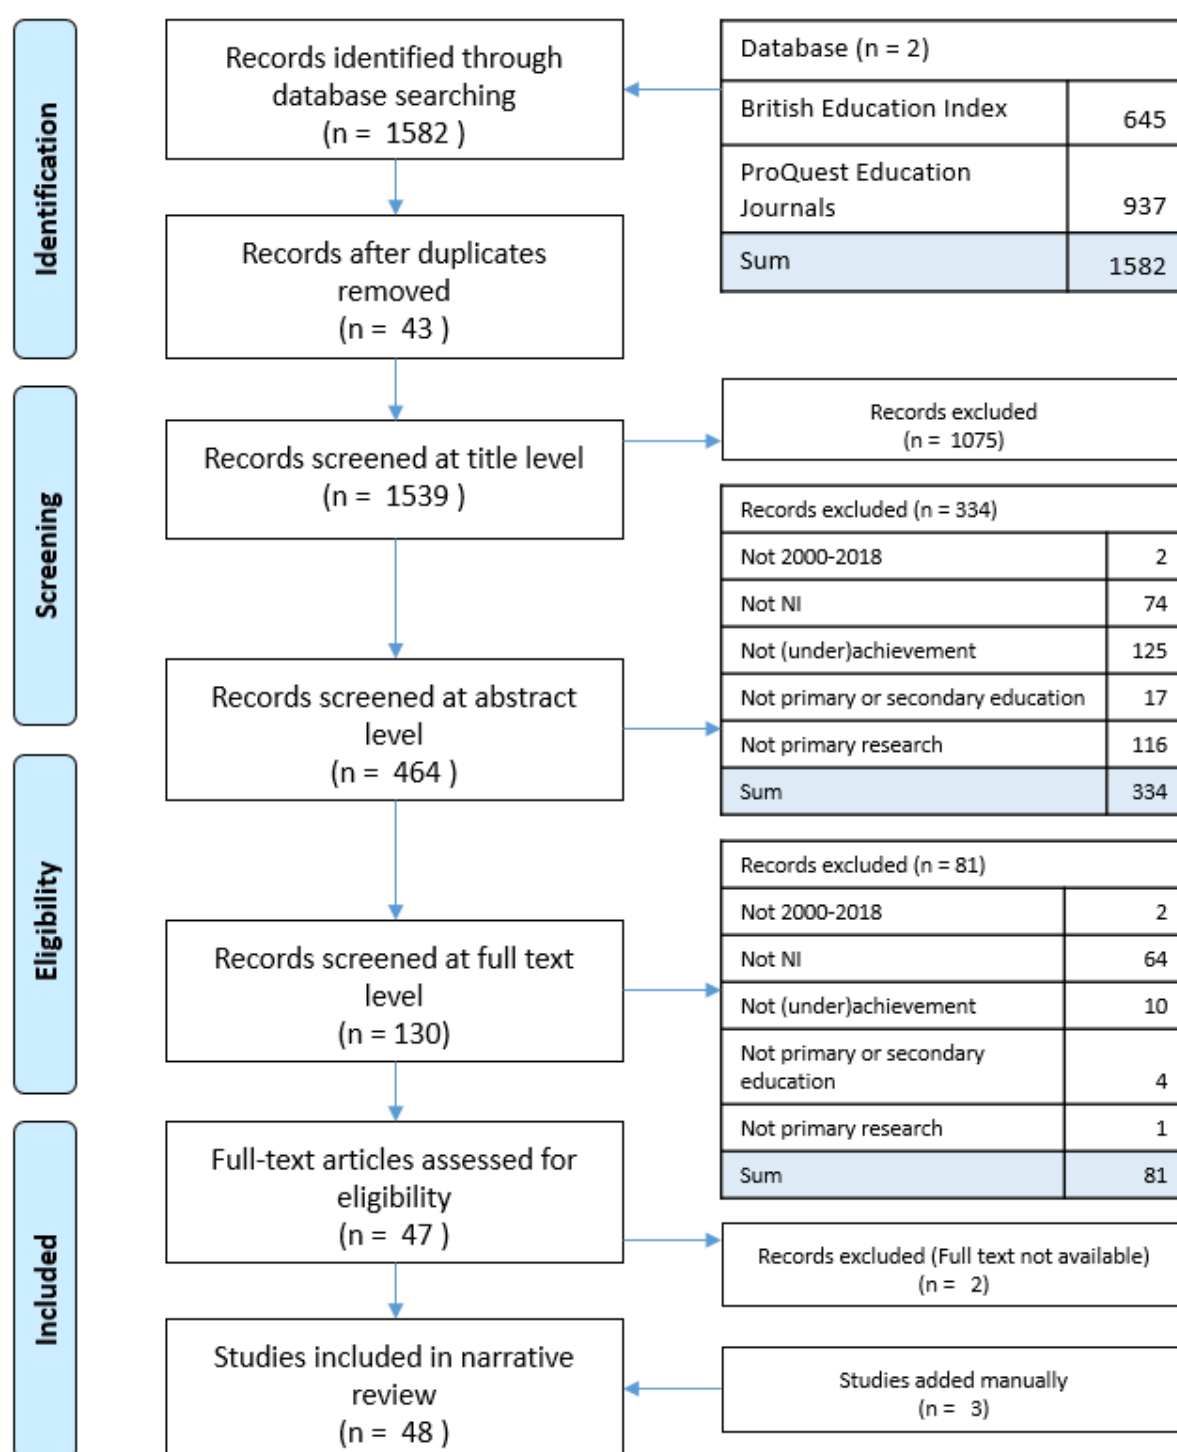 Identification
Records identified through
database searching
(n = 1582 )
Database (n = 2)
British Education Index 645
ProQuest Education
Journals 937
Sum 1582
Records after duplicates
removed
(n = 43 )
Screening
Records screened at title level
(n = 1539 )
Records excluded
(n = 1075)
Records screened at abstract
level
(n = 464 )
Records excluded (n = 334)
Not 2000-2018 2
Not NI 74
Not (under)achievement 125
Not primary or secondary education 17
Not primary research 116
Sum 334
Eligibility
Records screened at full text
level
(n = 130)
Records excluded (n = 81)
Not 2000-2018 2
Not NI 64
Not (under)achievement 10
Not primary or secondary
education 4
Not primary research 1
Sum 81
Included
Full-text articles assessed for
eligibility
(n = 47 )
Records excluded (Full text not available)
(n = 2)
Studies included in narrative
review
(n = 48 )
Studies added manually
(n = 3)